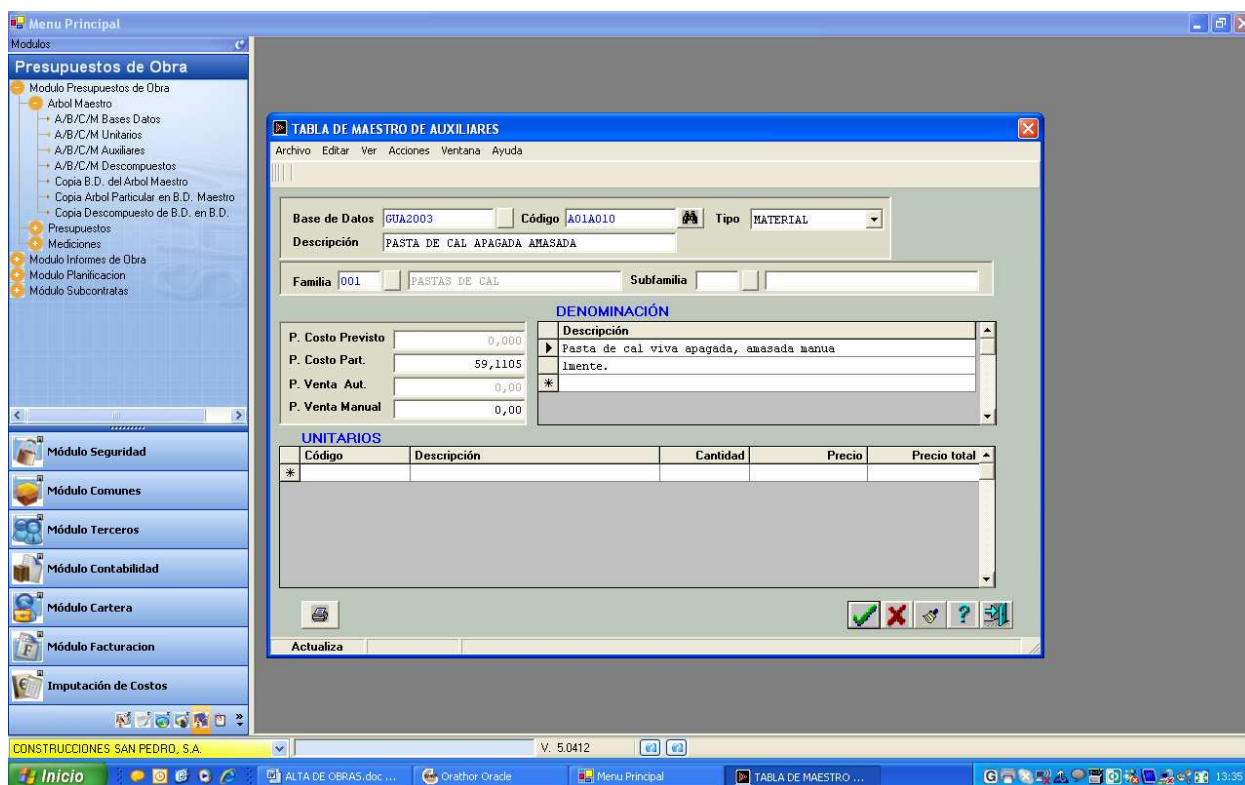 Menu Principal
Modulos
Presupuestos de Obra
Modulo Presupuestos de Obra
Arbol Maestro
A/B/C/M Bases Datos
A/B/C/M Unitarios
A/B/C/M Auxiliares
A/B/C/M Descompuestos
Copia B.D. del Arbol Maestro
Copia Arbol Particular en B.D. Maestro
Copia Descompuesto de B.D. en B.D.
Presupuestos
Mediciones
Modulo Informes de Obra
Modulo Planificacion
Módulo Subcontratas
Módulo Seguridad
Módulo Comunes
Módulo Terceros
Módulo Contabilidad
Módulo Cartera
Módulo Facturacion
Imputación de Costos
TABLA DE MAESTRO DE AUXILIARES
Archivo Editar Ver Acciones Ventana Ayuda
Base de Datos GUA2003 Código A01A010 Tipo MATERIAL
Descripción PASTA DE CAL APAGADA AMASADA
Familia 001 PASTAS DE CAL Subfamilia
P. Costo Previsto 0,000
P. Costo Part. 59,1105
P. Venta Aut. 0,00
P. Venta Manual 0,00
DENOMINACIÓN
Descripción
Pasta de cal viva apagada, amasada manua
lmente.
UNITARIOS
Código Descripción Cantidad Precio Precio total
Actualiza
CONSTRUCCIONES SAN PEDRO, S.A. V. 5.0412
Inicio ALTA DE OBRAS.doc ... Orathor Oracle Menu Principal TABLA DE MAESTRO ... 13:35